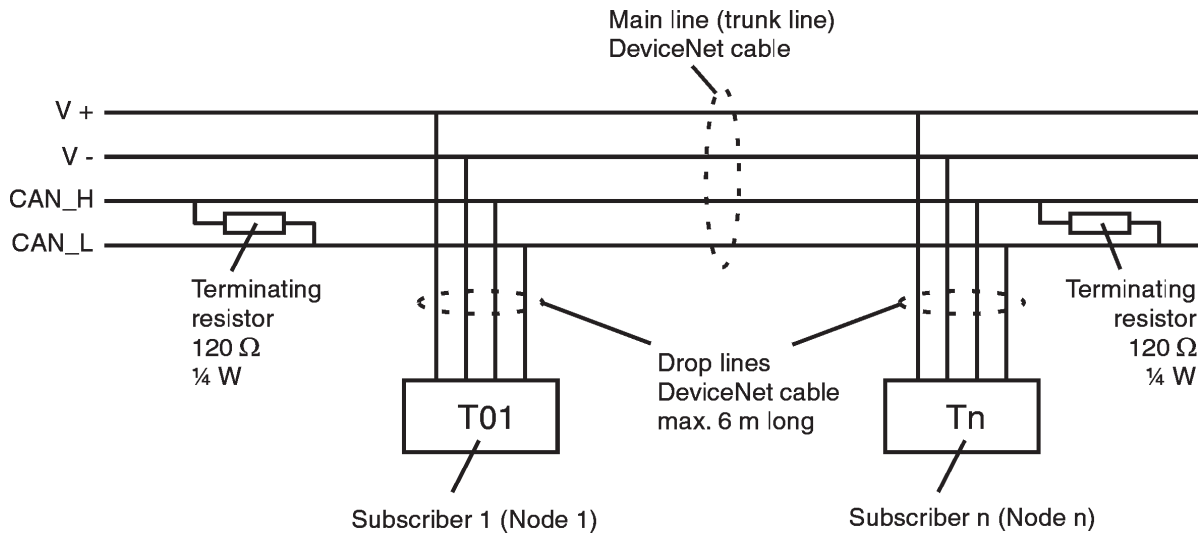 Main line (trunk line)
DeviceNet cable
V +
V -
CAN_H
CAN_L
Terminating
resistor
120 Ω
¼ W
Terminating
resistor
120 Ω
¼ W
Drop lines
DeviceNet cable
max. 6 m long
T01
Tn
Subscriber 1 (Node 1)
Subscriber n (Node n)